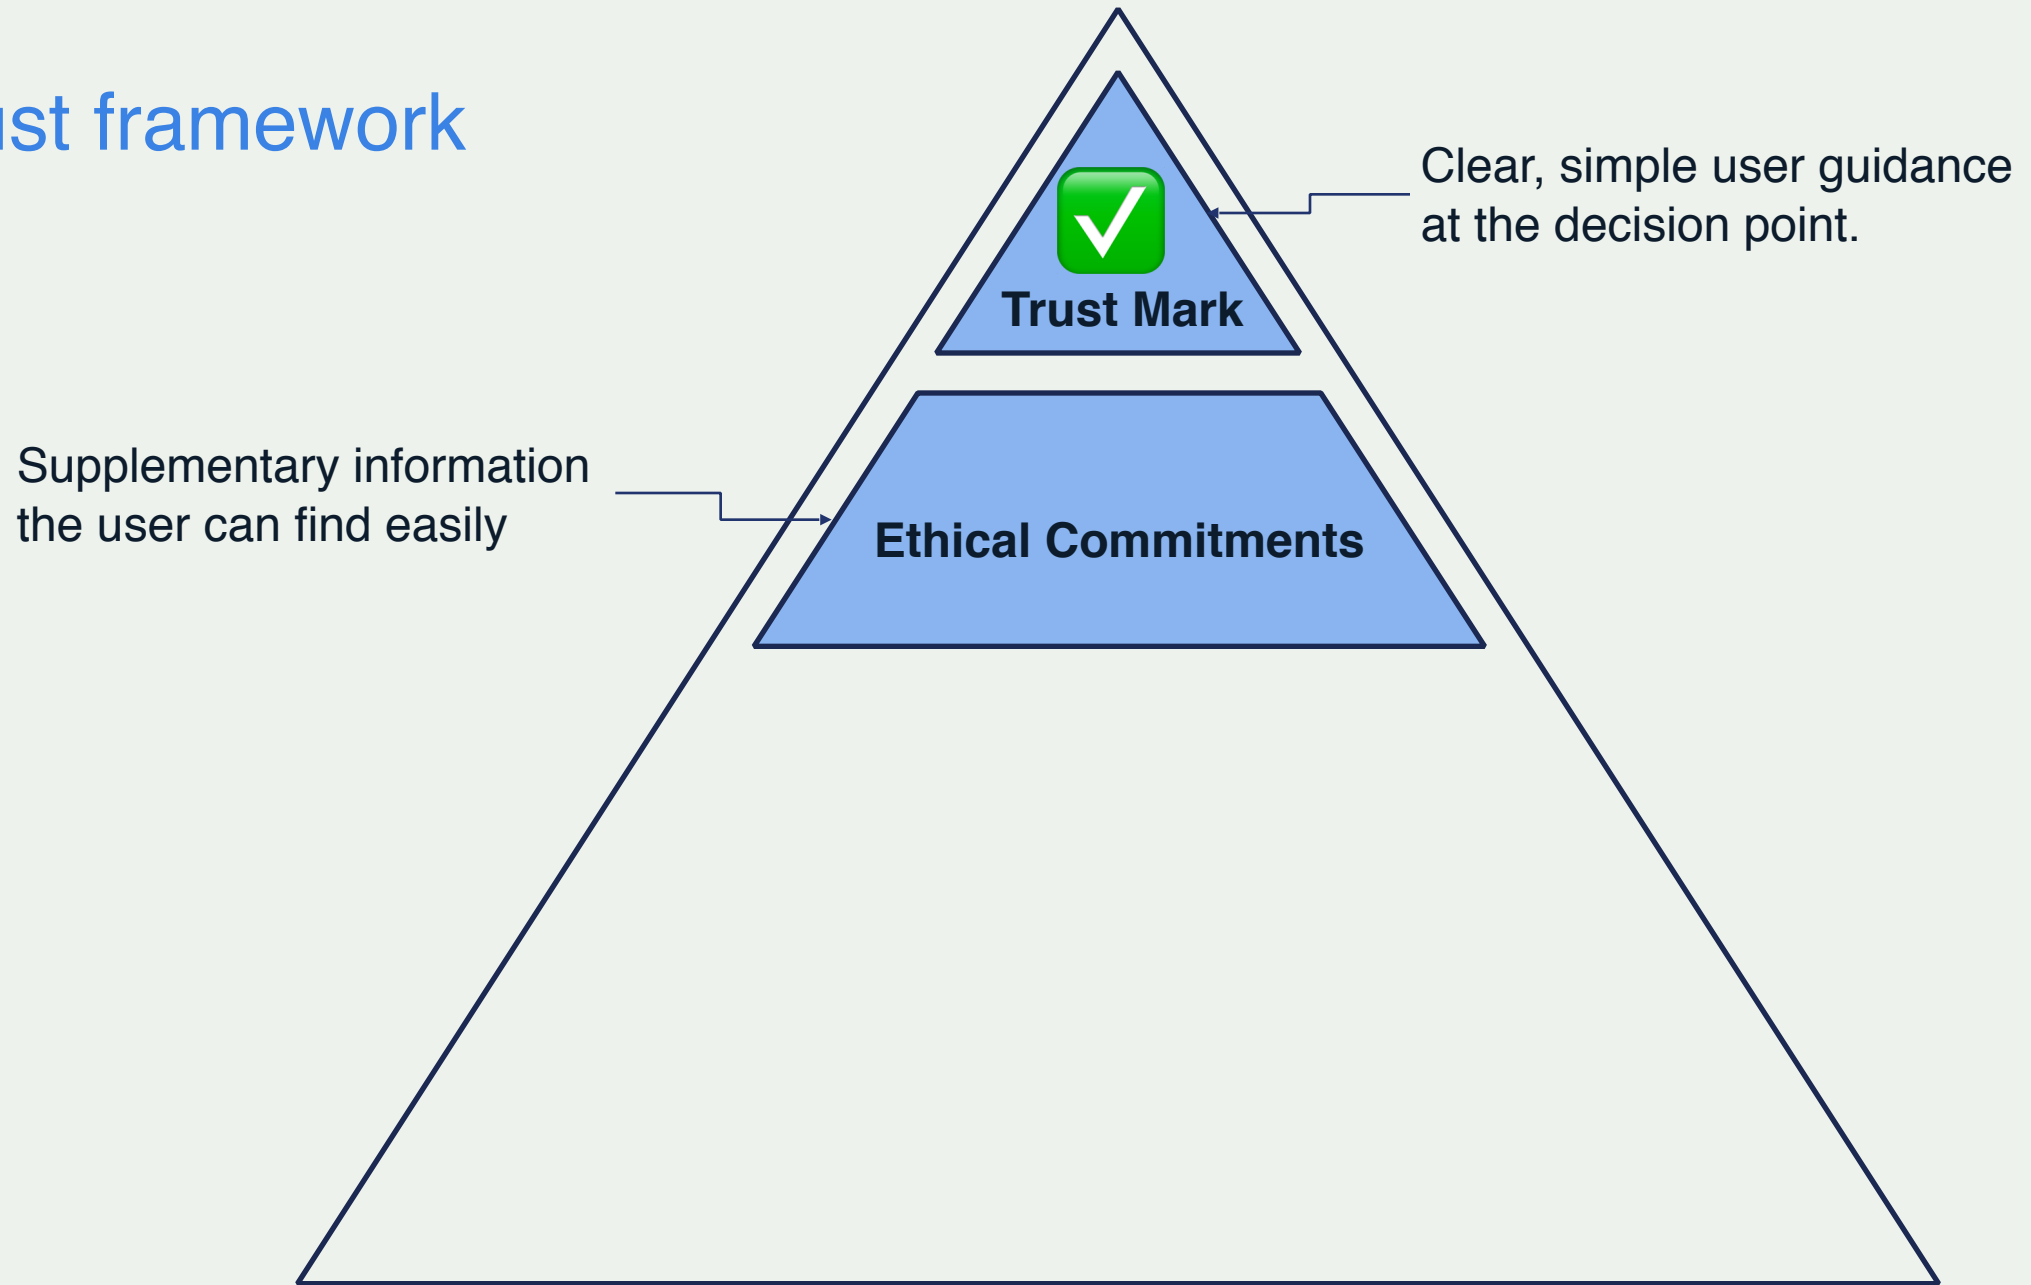 ust framework
Clear, simple user guidance
at the decision point.
Trust Mark
Supplementary information
the user can find easily
Ethical Commitments